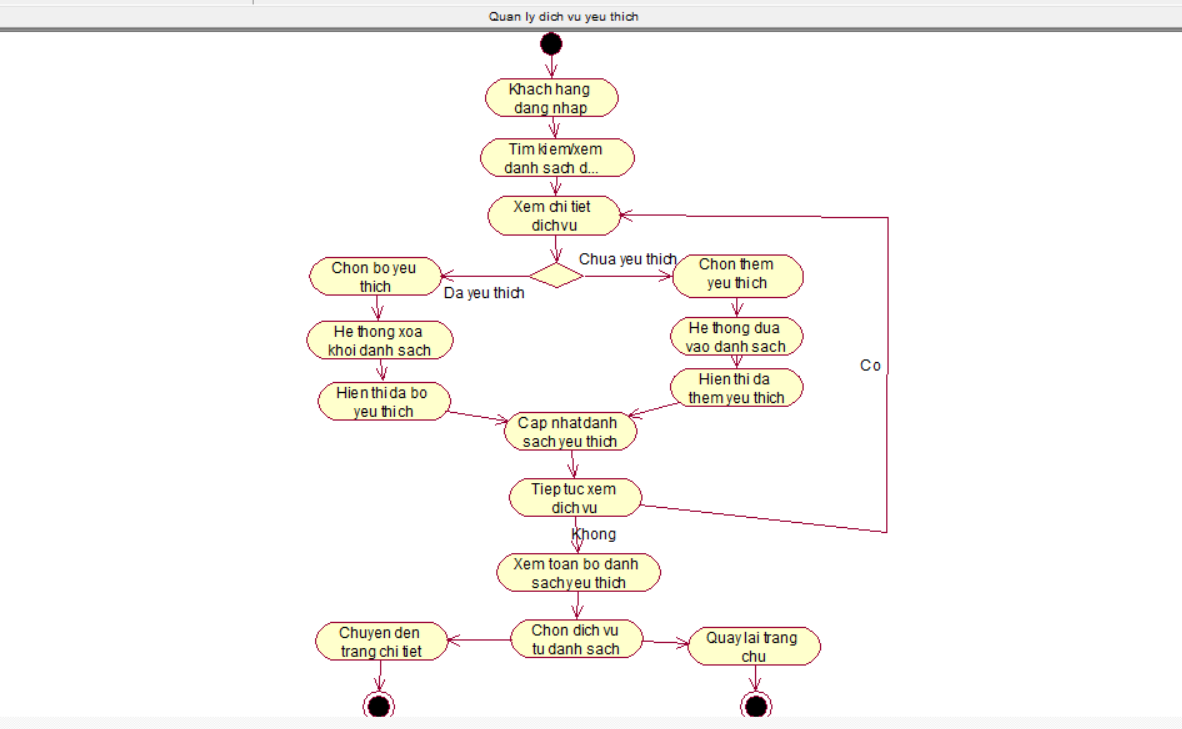 Quan ly dich vu yeu thich
Khach hang
dang nhap
Tim kiem/xem
danh sach d...
Xem chi tiet
dich vu
Chua yeu thich
Da yeu thich
Chon bo yeu
thich
Chon them
yeu thich
He thong xoa
khoi danh sach
He thong dua
vao danh sach
Hien thi da bo
yeu thich
Hien thi da
them yeu thich
Co
Cap nhat danh
sach yeu thich
Tiep tuc xem
dich vu
Khong
Xem toan bo danh
sach yeu thich
Chon dich vu
tu danh sach
Chuyen den
trang chi tiet
Quay lai trang
chu